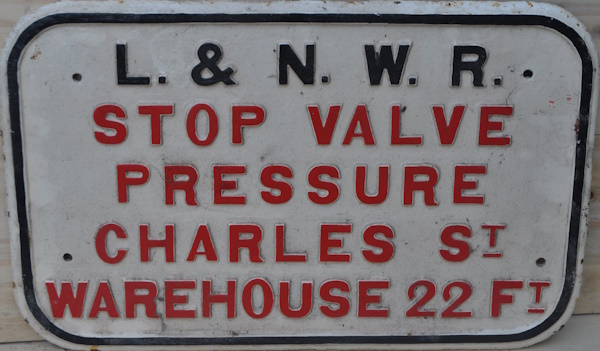 L. & N. W. R.
STOP VALVE
PRESSURE
CHARLES ST
WAREHOUSE 22 FT